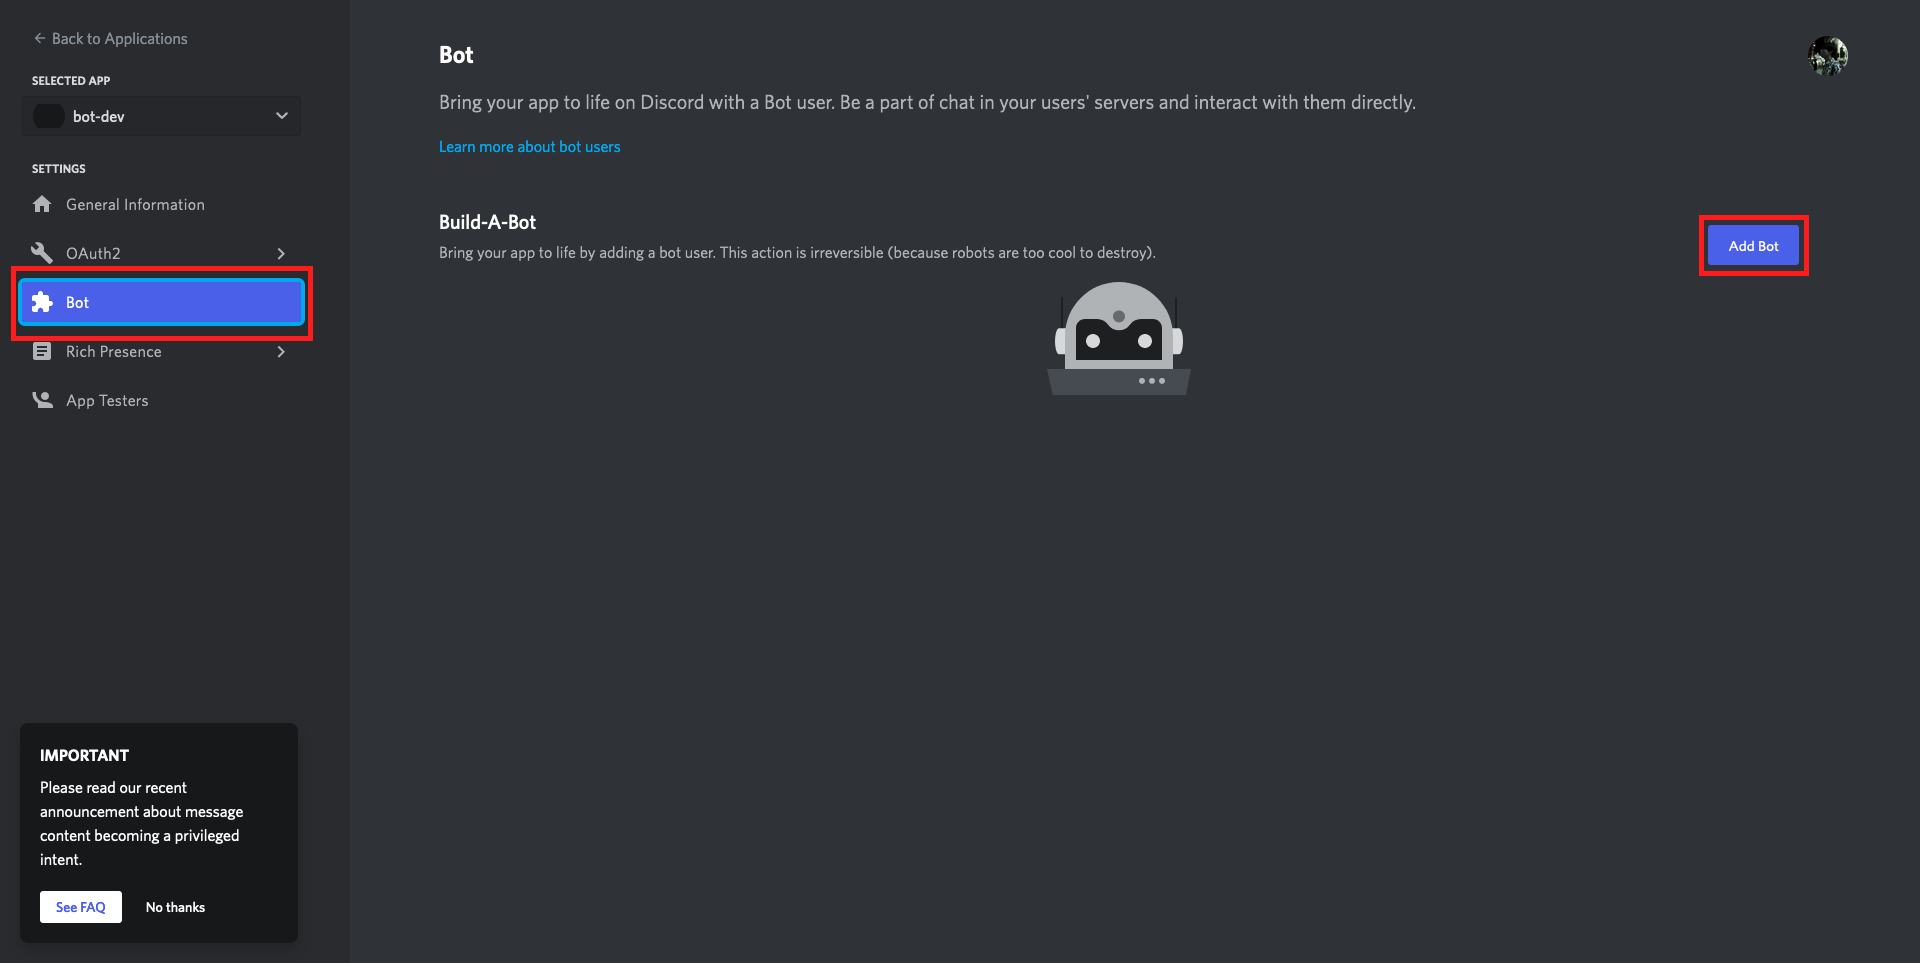 Back to Applications
SELECTED APP
bot-dev
SETTINGS
General Information
OAuth2
Bot
Rich Presence
App Testers
IMPORTANT
Please read our recent
announcement about message
content becoming a privileged
intent.
See FAQ
No thanks
Bot
Bring your app to life on Discord with a Bot user. Be a part of chat in your users' servers and interact with them directly.
Learn more about bot users
Build-A-Bot
Bring your app to life by adding a bot user. This action is irreversible (because robots are too cool to destroy).
Add Bot